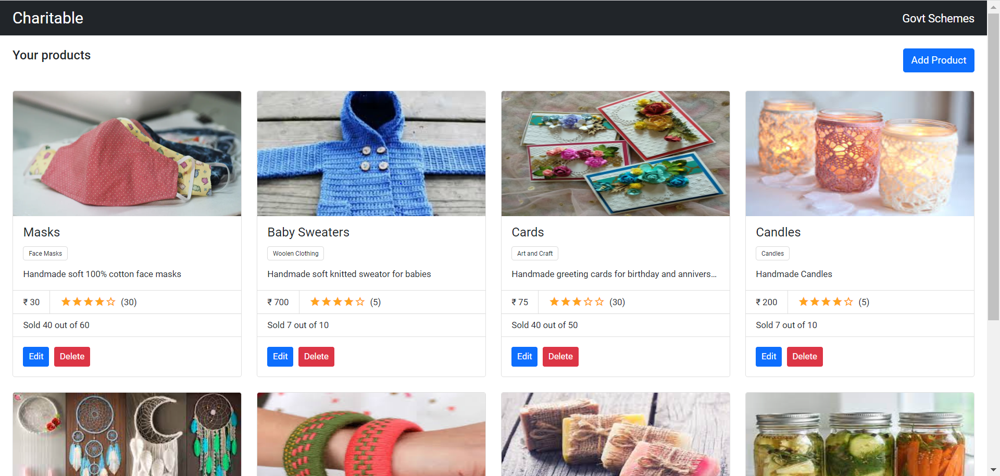 Charitable
Govt Schemes
Your products
Add Product
Masks
Face Masks
Handmade soft 100% cotton face masks
₹ 30
(30)
Sold 40 out of 60
Edit
Delete
Baby Sweaters
Woolen Clothing
Handmade soft knitted sweator for babies
₹ 700
(5)
Sold 7 out of 10
Edit
Delete
Cards
Art and Craft
Handmade greeting cards for birthday and annivers...
₹ 75
(30)
Sold 40 out of 50
Edit
Delete
Candles
Candles
Handmade Candles
₹ 200
(5)
Sold 7 out of 10
Edit
Delete